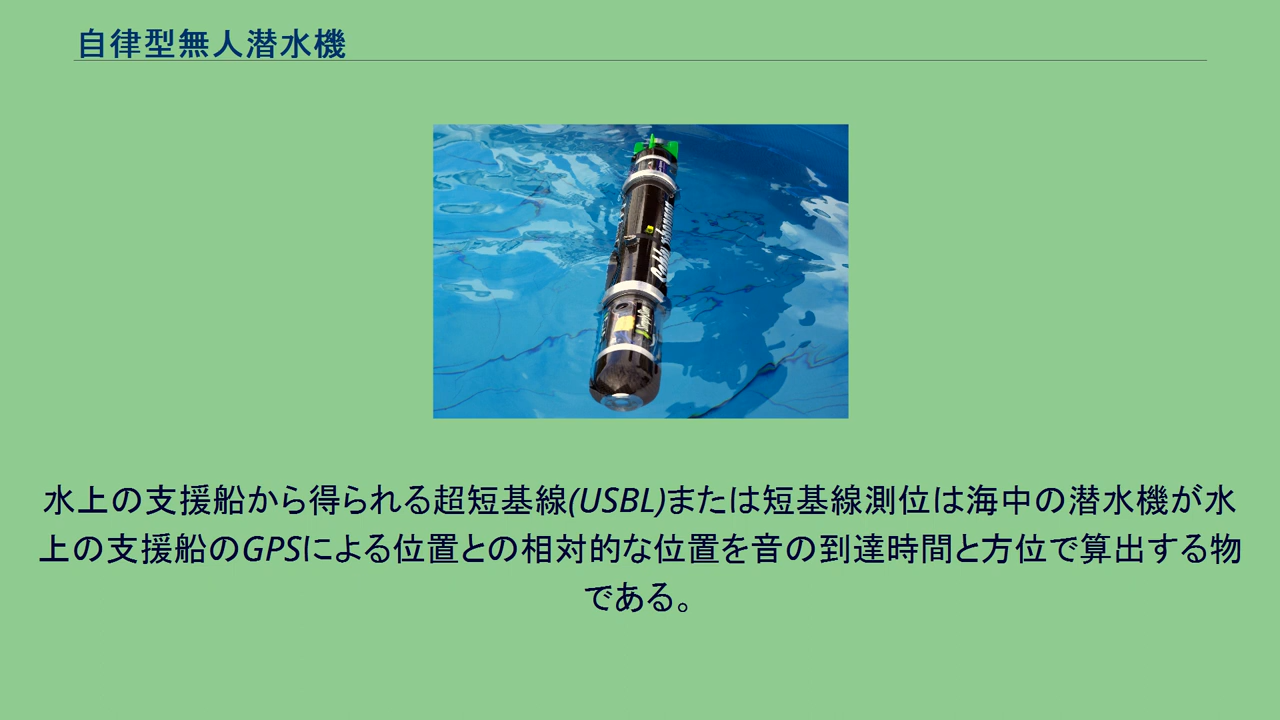 自律型無人潜水機
水上の支援船から得られる超短基線(USBL)または短基線測位は海中の潜水機が水
上の支援船のGPSによる位置との相対的な位置を音の到達時間と方位で算出する物
である。